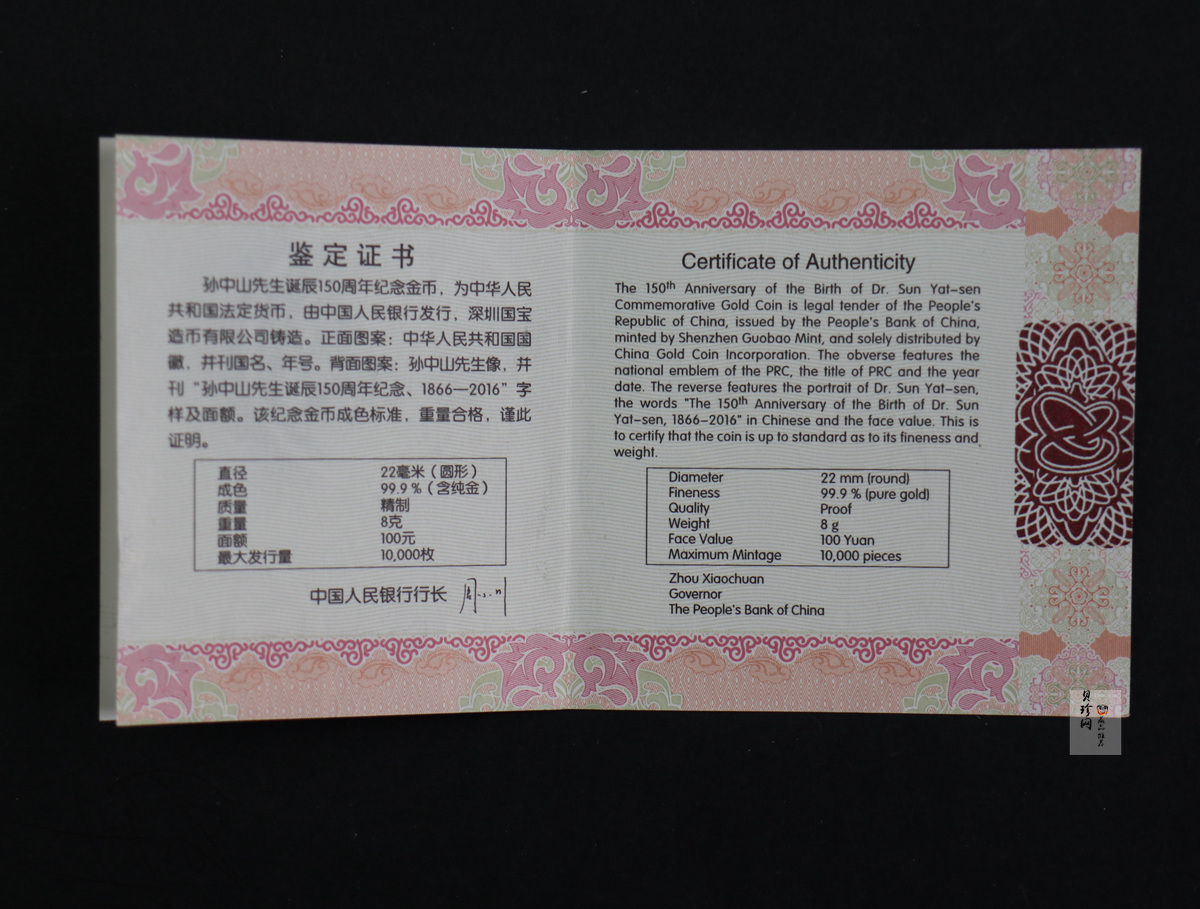 鉴定证书
孙中山先生诞辰150周年纪念金币，为中华人民
共和国法定货币，由中国人民银行发行，深圳国宝
造币有限公司铸造。正面图案：中华人民共和国国
徽，并刊国名、年号。背面图案：孙中山先生像，并
刊“孙中山先生诞辰150周年纪念、1866—2016”字
样及面额。该纪念金币成色标准，重量合格，谨此
证明。
直径 22毫米（圆形）
成色 99.9％（含纯金）
质量 精制
重量 8克
面额 100元
最大发行量 10,000枚
中国人民银行行长 周小川
Certificate of Authenticity
The 150th Anniversary of the Birth of Dr. Sun Yat-sen
Commemorative Gold Coin is legal tender of the People's
Republic of China, issued by the People's Bank of China,
minted by Shenzhen Guobao Mint, and solely distributed by
China Gold Coin Incorporation. The obverse features the
national emblem of the PRC, the title of PRC and the year
date. The reverse features the portrait of Dr. Sun Yat-sen,
the words "The 150th Anniversary of the Birth of Dr. Sun
Yat-sen, 1866-2016" in Chinese and the face value. This is
to certify that the coin is up to standard as to its fineness and
weight.
Diameter 22 mm (round)
Fineness 99.9 % (pure gold)
Quality Proof
Weight 8 g
Face Value 100 Yuan
Maximum Mintage 10,000 pieces
Zhou Xiaochuan
Governor
The People's Bank of China
贝珍网